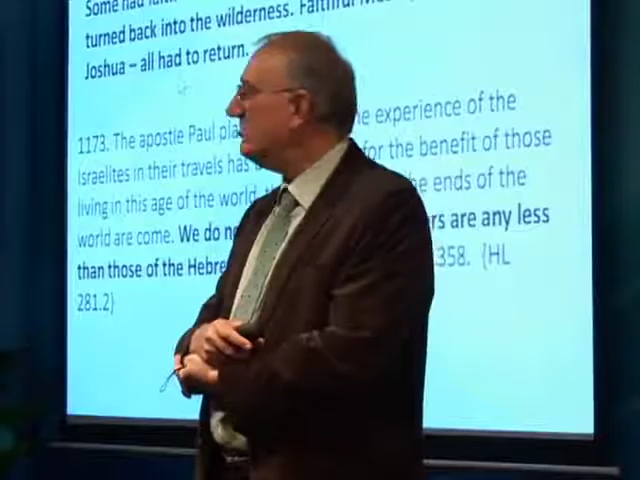 Some had
turned back into the wilderness. Faithful
Joshua – all had to return.
1173. The apostle Paul he experience of the
Israelites in their travels has for the benefit of those
living in this age of the world, he ends of the
world are come. We do rs are any less
than those of the Hebre 358. (HL
281.2)